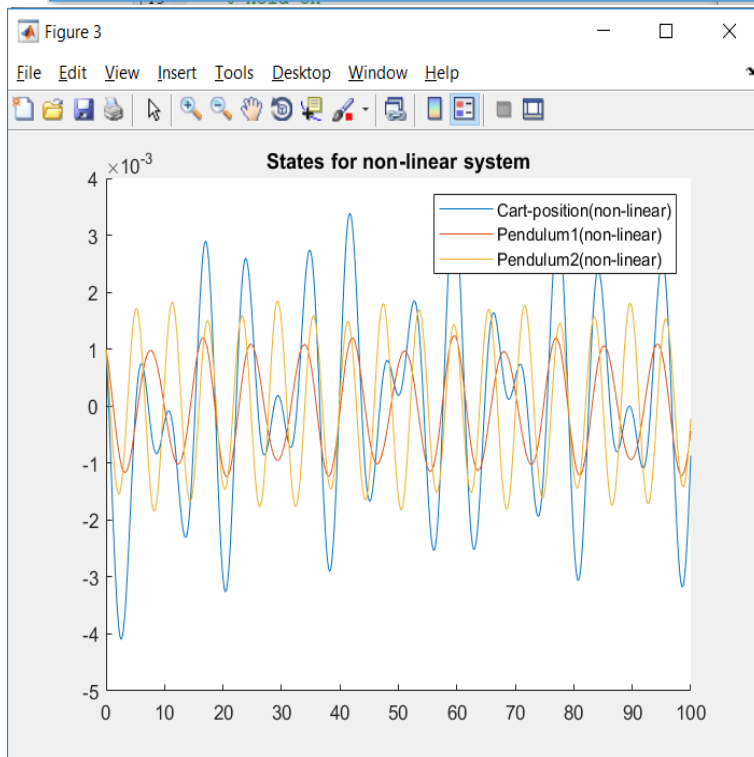 Figure 3
File Edit View Insert Tools Desktop Window Help
×10⁻³
States for non-linear system
Cart-position(non-linear)
Pendulum1(non-linear)
Pendulum2(non-linear)
4
3
2
1
0
-1
-2
-3
-4
-5
0 10 20 30 40 50 60 70 80 90 100